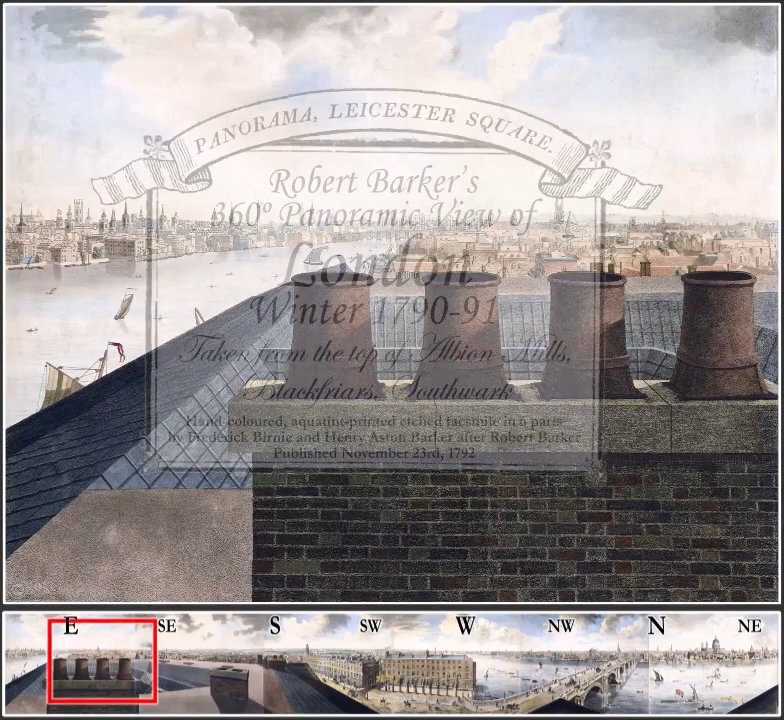 PANORAMA, LEICESTER SQUARE.
Robert Barker's
360º Panoramic View of
London
Winter 1790-91
Taken from the top of Albion Mills,
Blackfriars, Southwark
Hand-coloured, aquatint-printed etched facsmile in 6 parts
by Frederick Birnie and Henry Aston Barker after Robert Barker
Published November 23rd, 1792
E SE S SW W NW N NE